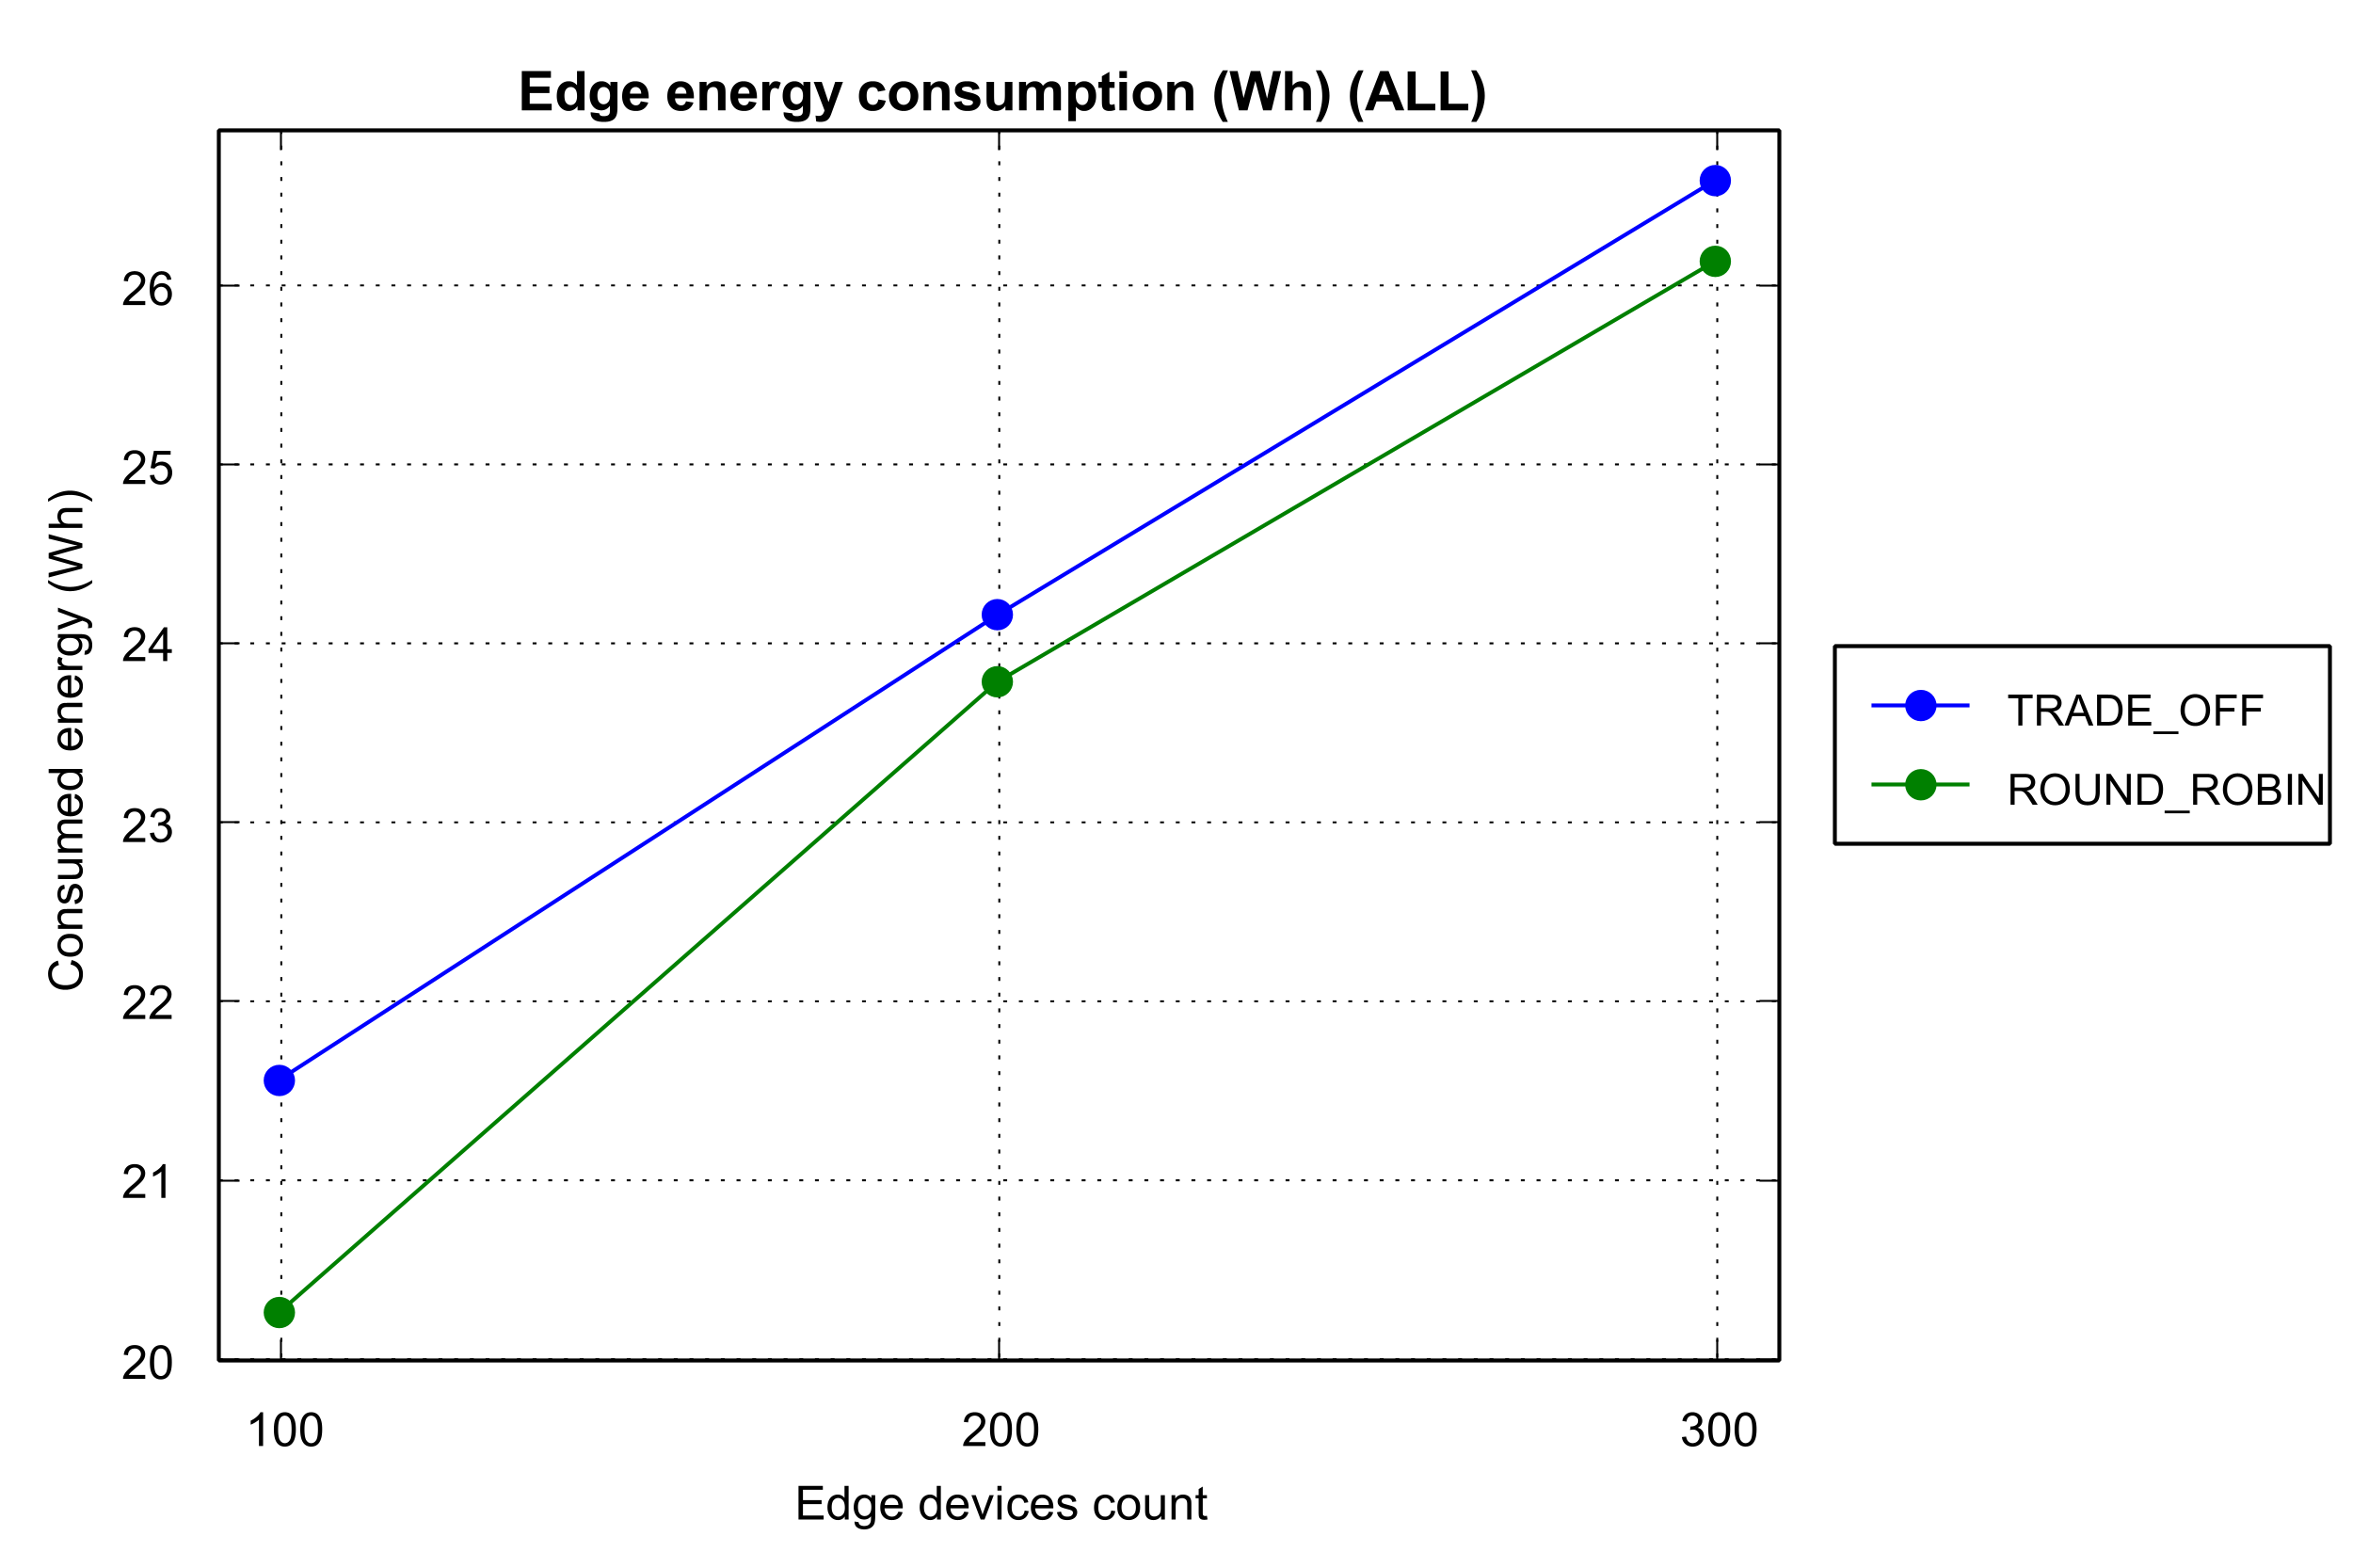 Edge energy consumption (Wh) (ALL)
Consumed energy (Wh)
26
25
24
23
22
21
20
100 200 300
Edge devices count
TRADE_OFF
ROUND_ROBIN